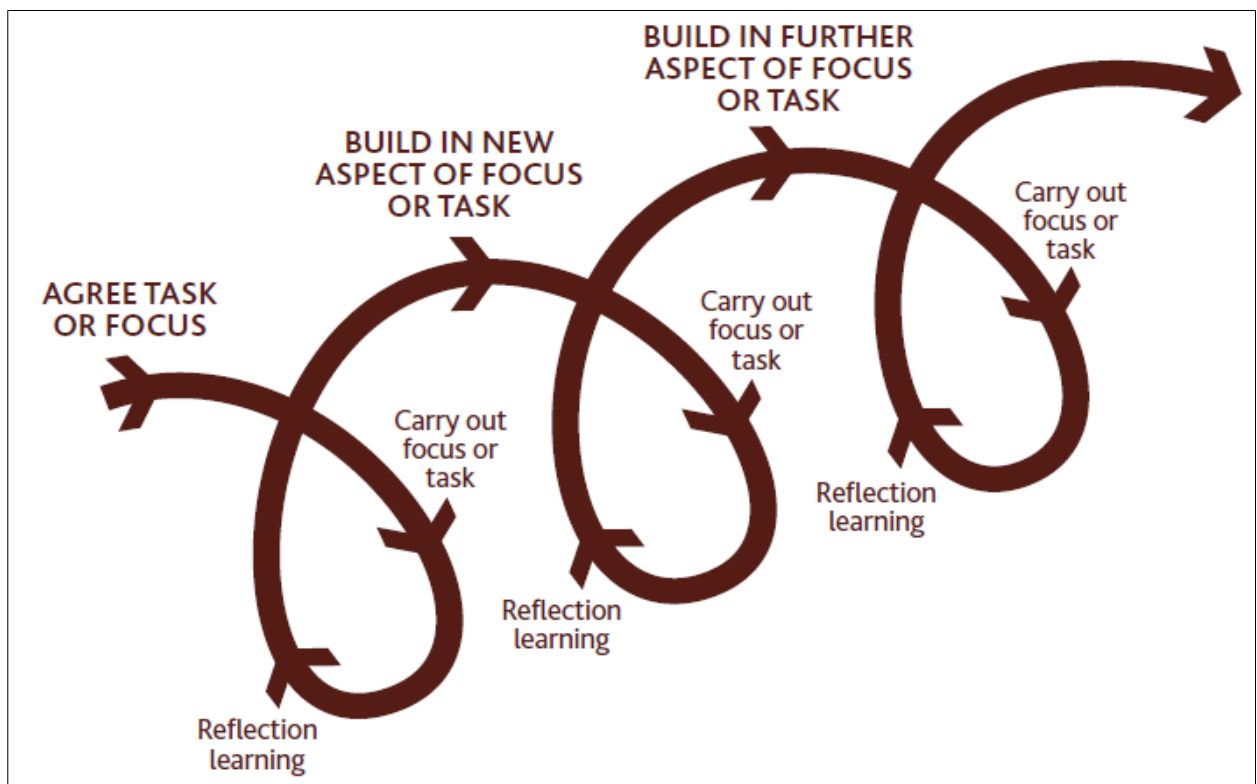 AGREE TASK
OR FOCUS
Carry out
focus or
task
Reflection
learning
BUILD IN NEW
ASPECT OF FOCUS
OR TASK
Carry out
focus or
task
Reflection
learning
BUILD IN FURTHER
ASPECT OF FOCUS
OR TASK
Carry out
focus or
task
Reflection
learning